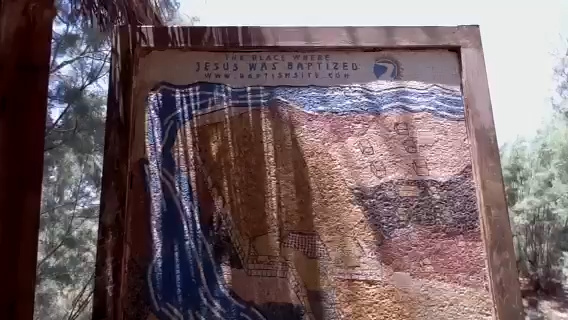 THE PLACE WHERE
JESUS WAS BAPTIZED
WWW.BAPTISMSITE.COM